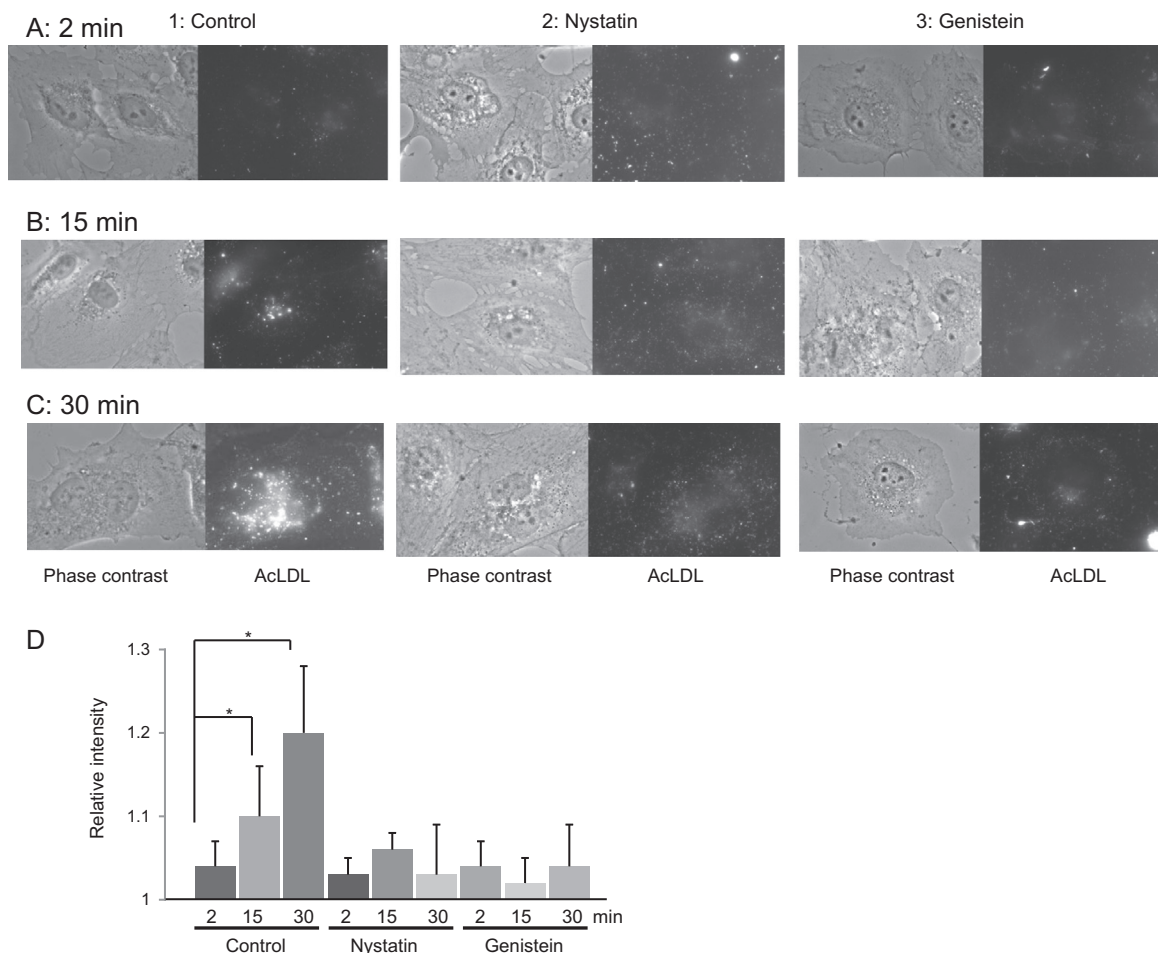 1: Control 2: Nystatin 3: Genistein
A: 2 min
B: 15 min
C: 30 min
Phase contrast AcLDL Phase contrast AcLDL Phase contrast AcLDL
D
* 
*
1.3
1.2
1.1
1
Relative intensity
2 15 30 2 15 30 2 15 30 min
Control Nystatin Genistein